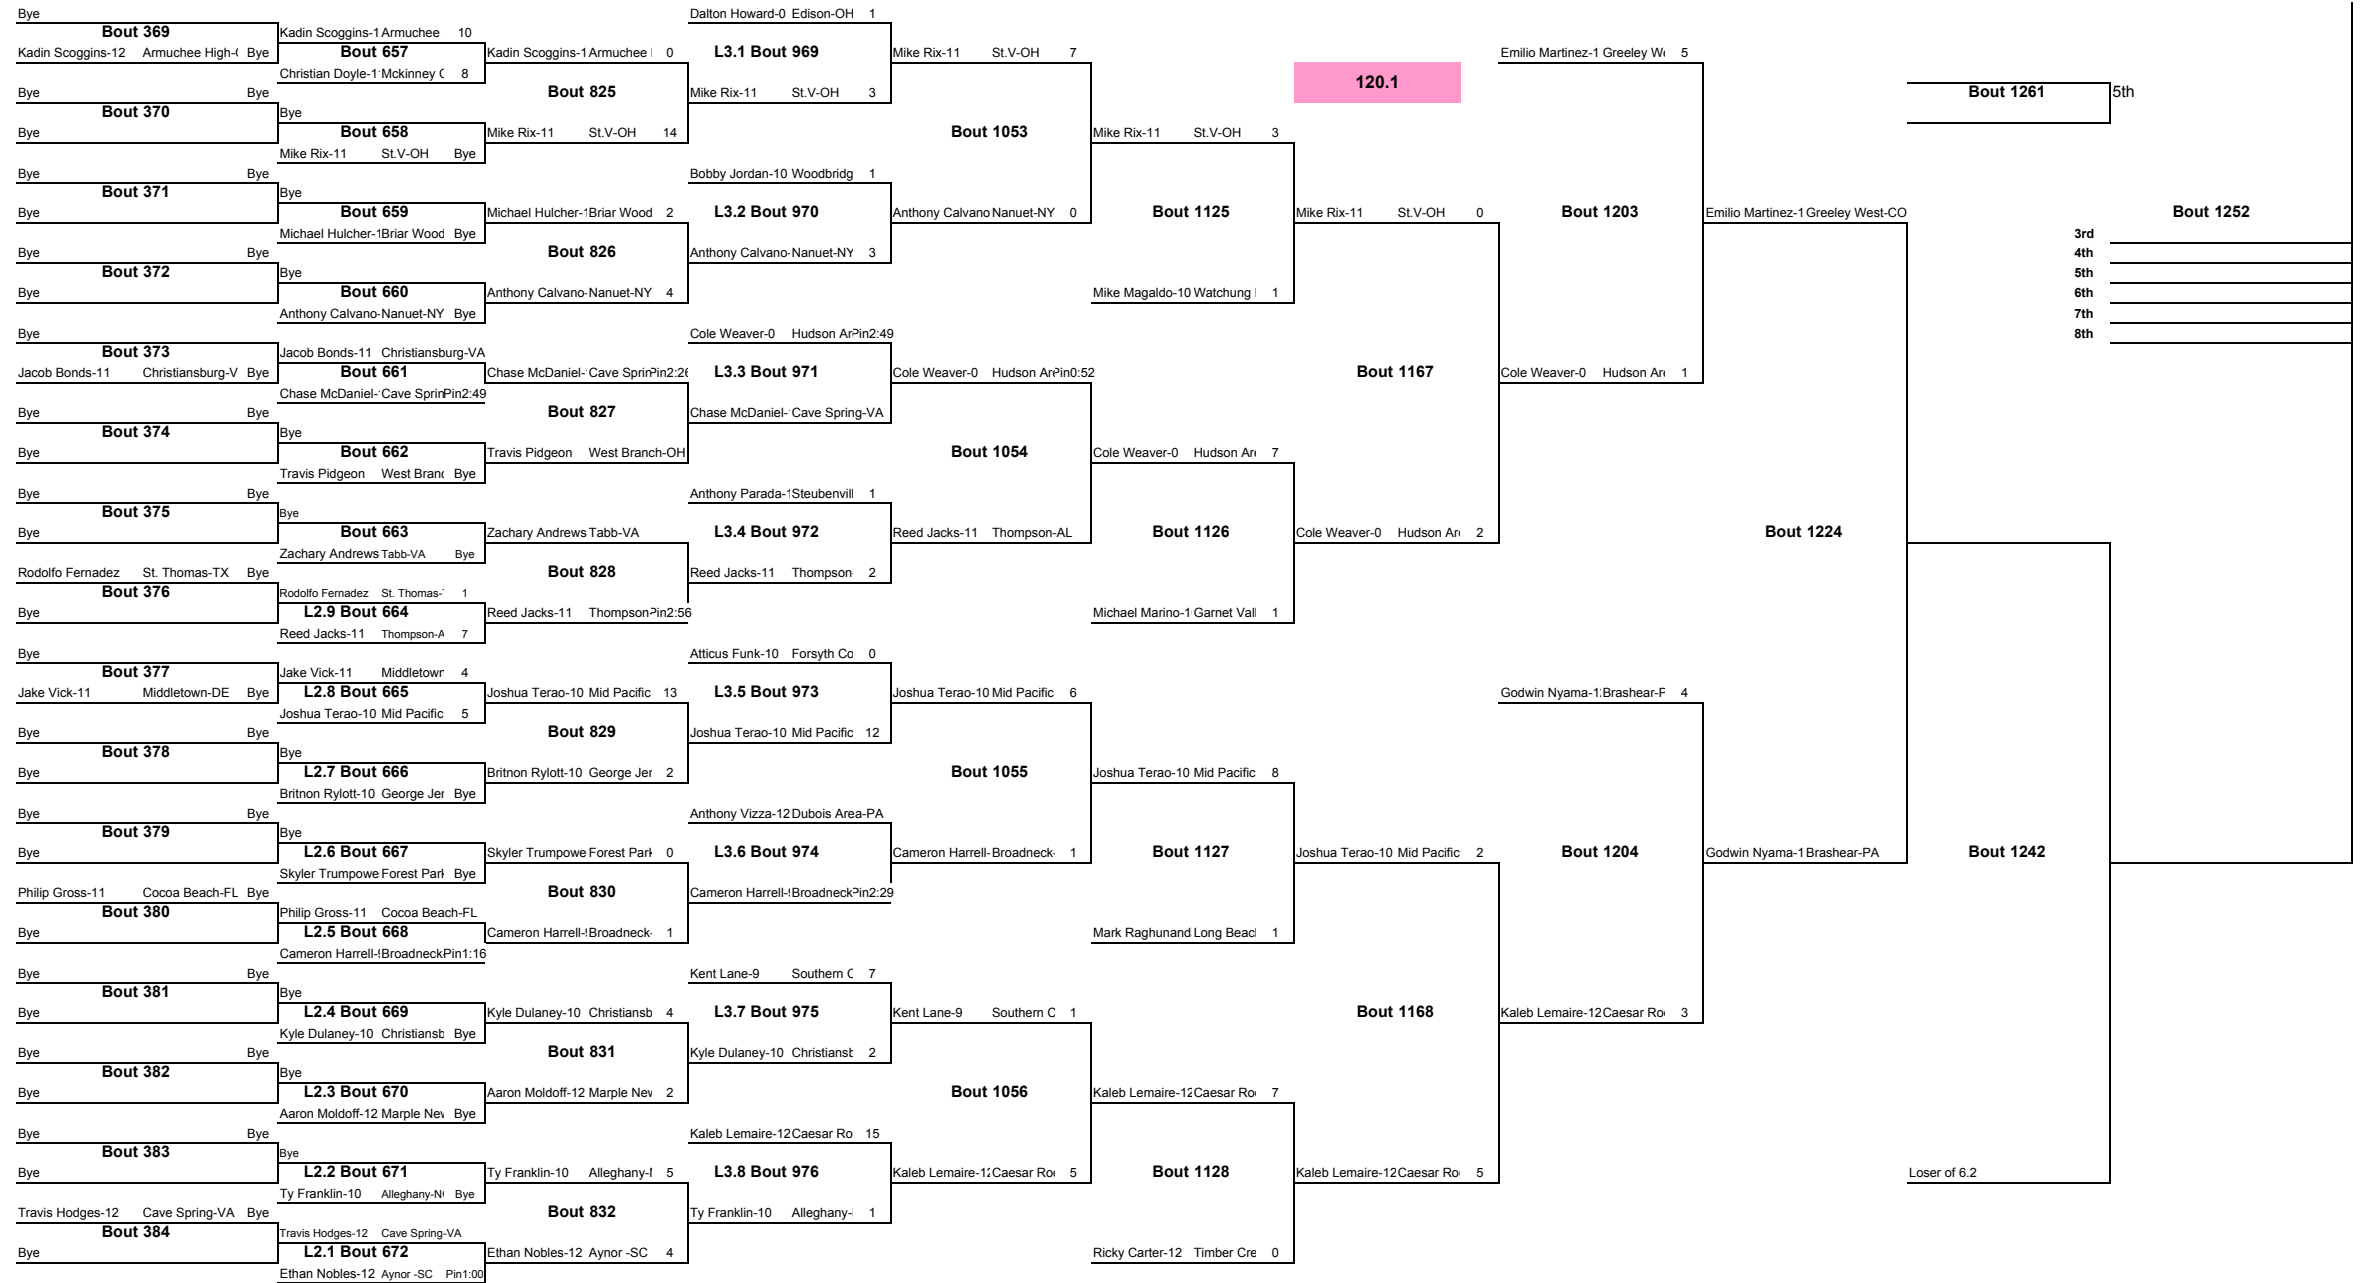 Bye
Bout 369
Kadin Scoggins-12 Armuchee High-( Bye
Bye Bye
Bout 370
Bye
Bye Bye
Bout 371
Bye
Bye Bye
Bout 372
Bye
Bye
Bout 373
Jacob Bonds-11 Christiansburg-V Bye
Bye Bye
Bout 374
Bye
Bye Bye
Bout 375
Bye
Rodolfo Fernadez St. Thomas-TX Bye
Bout 376
Bye
Bye
Bout 377
Jake Vick-11 Middletown-DE Bye
Bye Bye
Bout 378
Bye
Bye Bye
Bout 379
Bye
Philip Gross-11 Cocoa Beach-FL Bye
Bout 380
Bye
Bye Bye
Bout 381
Bye
Bye Bye
Bout 382
Bye
Bye Bye
Bout 383
Bye
Travis Hodges-12 Cave Spring-VA Bye
Bout 384
Bye
Kadin Scoggins-1 Armuchee 10
Bout 657
Christian Doyle-1 Mckinney ( 8
Bye
Bout 658
Mike Rix-11 St.V-OH Bye
Bye
Bout 659
Michael Hulcher-1 Briar Wood Bye
Bye
Bout 660
Anthony Calvano- Nanuet-NY Bye
Jacob Bonds-11 Christiansburg-VA
Bout 661
Chase McDaniel- Cave Sprin Pin2:49
Bye
Bout 662
Travis Pidgeon West Branc Bye
Bye
Bout 663
Zachary Andrews Tabb-VA Bye
Rodolfo Fernadez St. Thomas- 1
L2.9 Bout 664
Reed Jacks-11 Thompson-A 7
Jake Vick-11 Middletown 4
L2.8 Bout 665
Joshua Terao-10 Mid Pacific 5
Bye
L2.7 Bout 666
Britnon Rylott-10 George Jer Bye
Bye
L2.6 Bout 667
Skyler Trumpowe Forest Park Bye
Philip Gross-11 Cocoa Beach-FL
L2.5 Bout 668
Cameron Harrell-9 Broadneck Pin1:16
Bye
L2.4 Bout 669
Kyle Dulaney-10 Christiansb Bye
Bye
L2.3 Bout 670
Aaron Moldoff-12 Marple New Bye
Bye
L2.2 Bout 671
Ty Franklin-10 Alleghany-N Bye
Travis Hodges-12 Cave Spring-VA
L2.1 Bout 672
Ethan Nobles-12 Aynor -SC Pin1:00
Kadin Scoggins-1 Armuchee 0
Bout 825
Mike Rix-11 St.V-OH 14
Michael Hulcher-1 Briar Wood 2
Bout 826
Anthony Calvano- Nanuet-NY 4
Chase McDaniel- Cave Sprin Pin2:26
Bout 827
Travis Pidgeon West Branch-OH
Zachary Andrews Tabb-VA
Bout 828
Reed Jacks-11 Thompson Pin2:56
Joshua Terao-10 Mid Pacific 13
Bout 829
Britnon Rylott-10 George Jer 2
Skyler Trumpowe Forest Park 0
Bout 830
Cameron Harrell-9 Broadneck- 1
Kyle Dulaney-10 Christiansb 4
Bout 831
Aaron Moldoff-12 Marple New 2
Ty Franklin-10 Alleghany-N 5
Bout 832
Ethan Nobles-12 Aynor -SC 4
Dalton Howard-0 Edison-OH 1
L3.1 Bout 969
Mike Rix-11 St.V-OH 3
Bobby Jordan-10 Woodbridg 1
L3.2 Bout 970
Anthony Calvano- Nanuet-NY 3
Cole Weaver-0 Hudson Ar Pin2:49
L3.3 Bout 971
Chase McDaniel- Cave Spring-VA
Anthony Parada-1 Steubenvil 1
L3.4 Bout 972
Reed Jacks-11 Thompson- 2
Atticus Funk-10 Forsyth Co 0
L3.5 Bout 973
Joshua Terao-10 Mid Pacific 12
Anthony Vizza-12 Dubois Area-PA
L3.6 Bout 974
Cameron Harrell-9 Broadneck Pin2:29
Kent Lane-9 Southern C 7
L3.7 Bout 975
Kyle Dulaney-10 Christiansb 2
Kaleb Lemaire-12 Caesar Ro 15
L3.8 Bout 976
Ty Franklin-10 Alleghany- 1
Mike Rix-11 St.V-OH 7
Bout 1053
Anthony Calvano Nanuet-NY 0
Cole Weaver-0 Hudson Ar Pin0:52
Bout 1054
Reed Jacks-11 Thompson-AL
Joshua Terao-10 Mid Pacific 6
Bout 1055
Cameron Harrell- Broadneck- 1
Kent Lane-9 Southern C 1
Bout 1056
Kaleb Lemaire-12 Caesar Ro 5
Mike Rix-11 St.V-OH 3
Bout 1125
Mike Magaldo-10 Watchung 1
Cole Weaver-0 Hudson Ar 7
Bout 1126
Michael Marino-1 Garnet Vall 1
Joshua Terao-10 Mid Pacific 8
Bout 1127
Mark Raghunand Long Beac 1
Kaleb Lemaire-12 Caesar Ro 7
Bout 1128
Ricky Carter-12 Timber Cre 0
120.1
Mike Rix-11 St.V-OH 0
Bout 1167
Cole Weaver-0 Hudson Ar 2
Joshua Terao-10 Mid Pacific 2
Bout 1168
Kaleb Lemaire-12 Caesar Ro 5
Emilio Martinez-1 Greeley We 5
Bout 1203
Cole Weaver-0 Hudson Ar 1
Godwin Nyama-1 Brashear-P 4
Bout 1204
Kaleb Lemaire-12 Caesar Ro 3
Emilio Martinez-1 Greeley West-CO
Bout 1224
Godwin Nyama-1 Brashear-PA
Bout 1261 5th
Bout 1242
Loser of 6.2
Bout 1252
3rd
4th
5th
6th
7th
8th